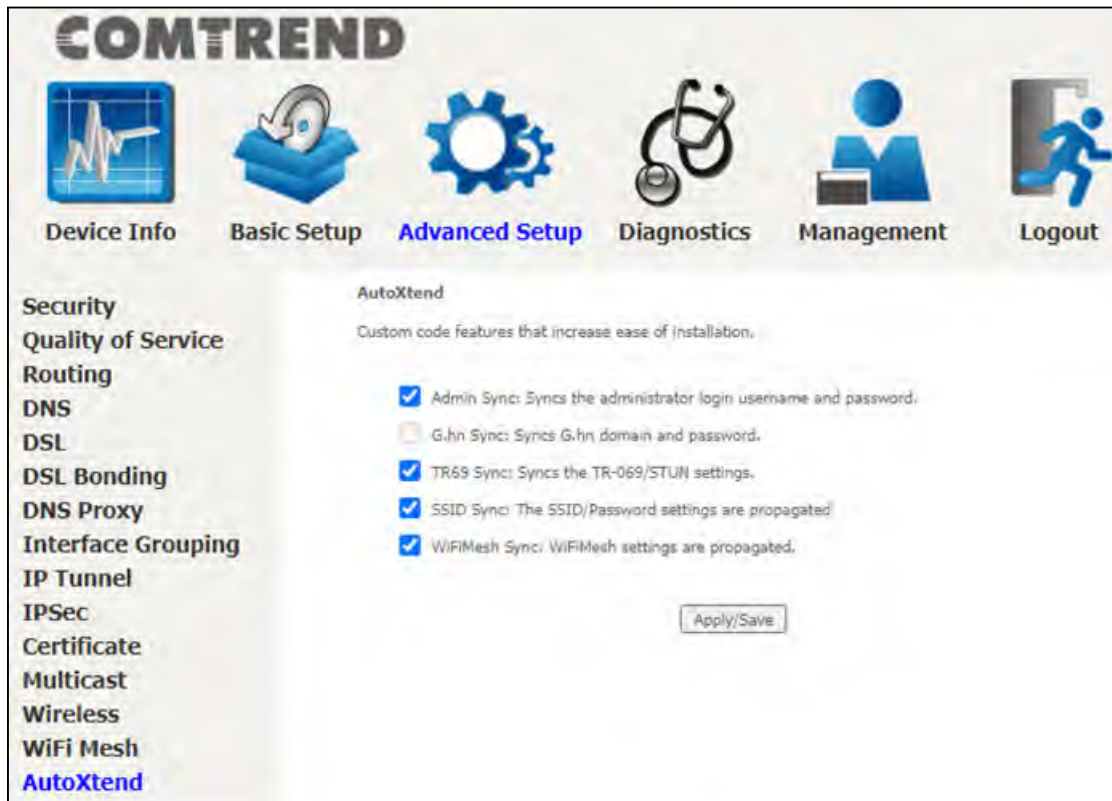 COMTREND
Device Info
Basic Setup
Advanced Setup
Diagnostics
Management
Logout
Security
Quality of Service
Routing
DNS
DSL
DSL Bonding
DNS Proxy
Interface Grouping
IP Tunnel
IPSec
Certificate
Multicast
Wireless
WiFi Mesh
AutoXtend
AutoXtend
Custom code features that increase ease of installation.
Admin Sync: Syncs the administrator login username and password.
G.hn Sync: Syncs G.hn domain and password.
TR69 Sync: Syncs the TR-069/STUN settings.
SSID Sync: The SSID/Password settings are propagated
WiFiMesh Sync: WiFiMesh settings are propagated.
Apply/Save